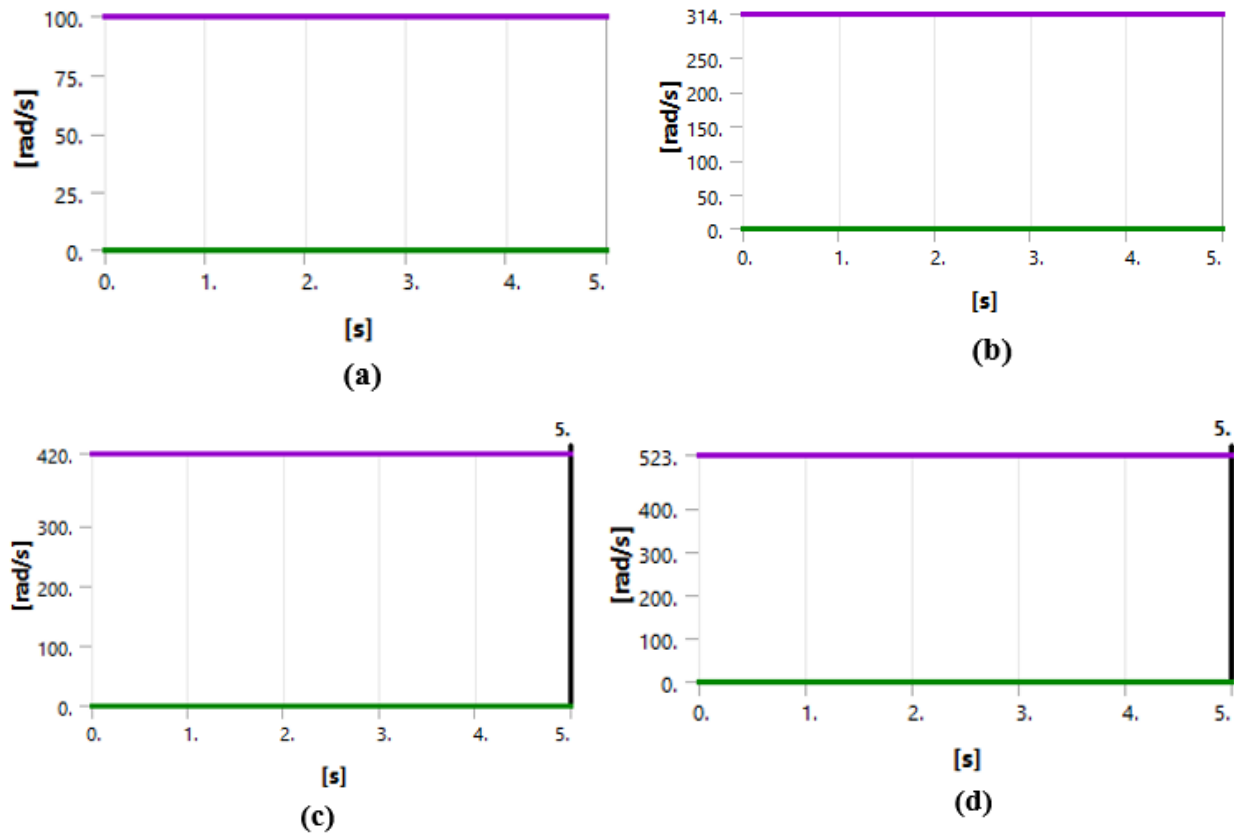 100.
75.
50.
25.
0.
[rad/s]
0. 1. 2. 3. 4. 5.
[s]
(a)
314.
250.
200.
150.
100.
50.
0.
[rad/s]
0. 1. 2. 3. 4. 5.
[s]
(b)
5.
420.
300.
200.
100.
0.
[rad/s]
0. 1. 2. 3. 4. 5.
[s]
(c)
5.
523.
400.
300.
200.
100.
0.
[rad/s]
0. 1. 2. 3. 4. 5.
[s]
(d)